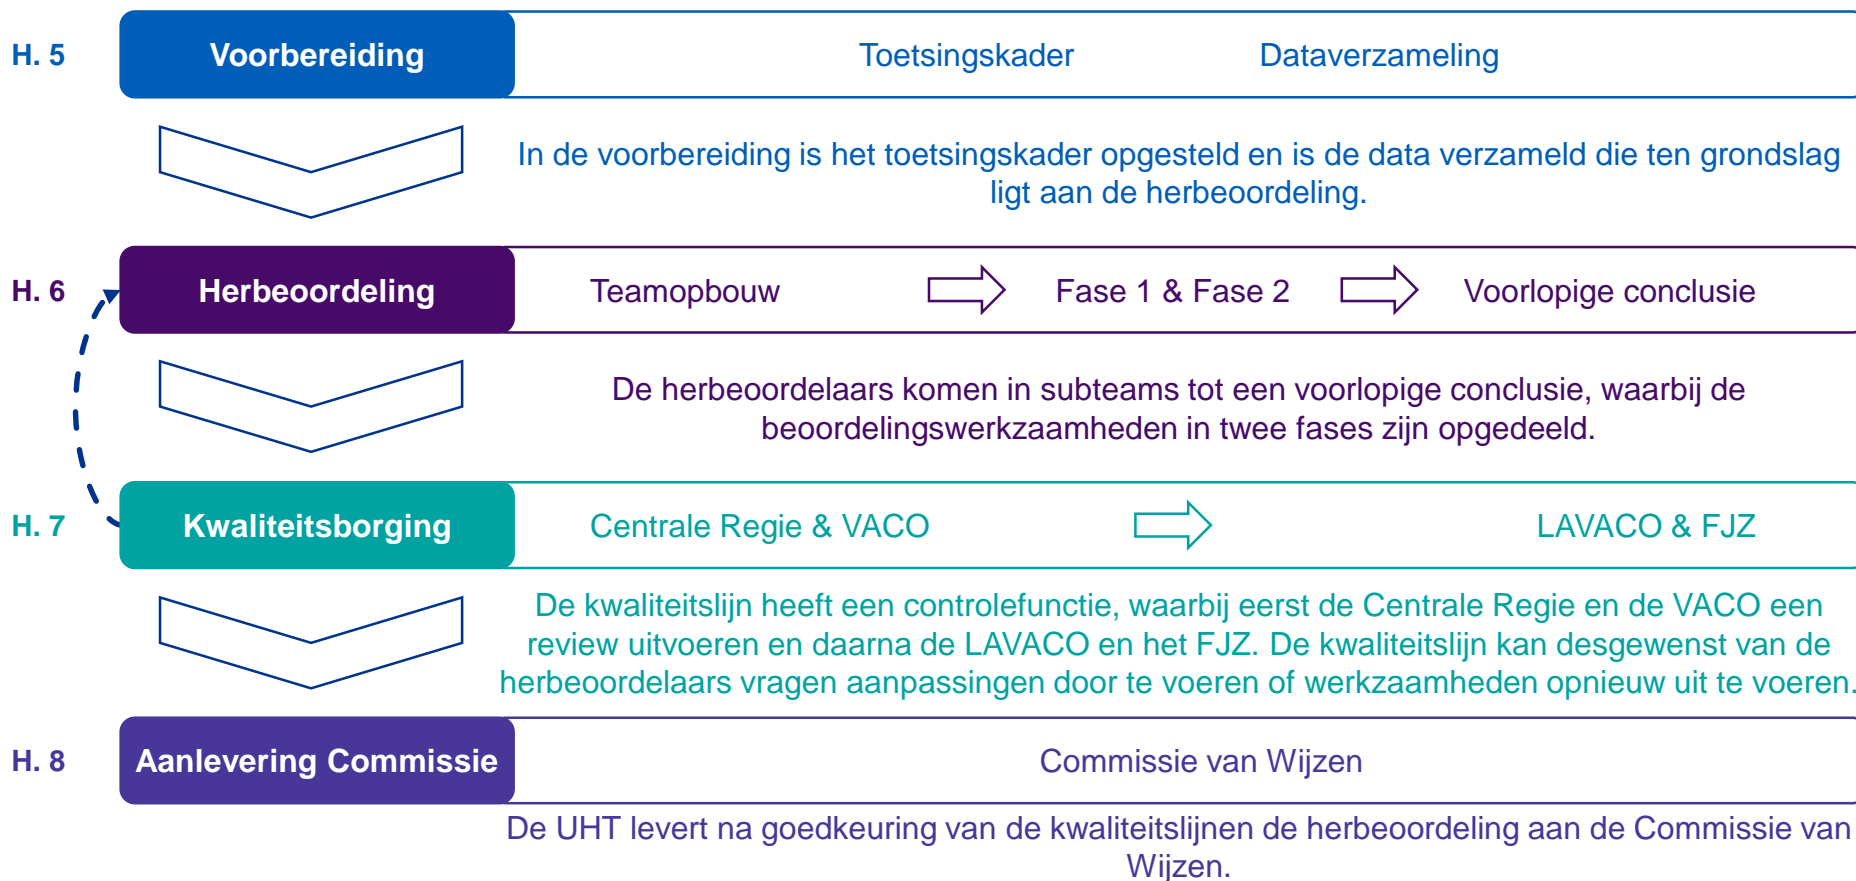 H. 5 Voorbereiding Toetsingskader Dataverzameling
In de voorbereiding is het toetsingskader opgesteld en is de data verzameld die ten grondslag
ligt aan de herbeoordeling.
H. 6 Herbeoordeling Teamopbouw Fase 1 & Fase 2 Voorlopige conclusie
De herbeoordelaars komen in subteams tot een voorlopige conclusie, waarbij de
beoordelingswerkzaamheden in twee fases zijn opgedeeld.
H. 7 Kwaliteitsborging Centrale Regie & VACO LAVACO & FJZ
De kwaliteitslijn heeft een controlefunctie, waarbij eerst de Centrale Regie en de VACO een
review uitvoeren en daarna de LAVACO en het FJZ. De kwaliteitslijn kan desgewenst van de
herbeoordelaars vragen aanpassingen door te voeren of werkzaamheden opnieuw uit te voeren.
H. 8 Aanlevering Commissie Commissie van Wijzen
De UHT levert na goedkeuring van de kwaliteitslijnen de herbeoordeling aan de Commissie van
Wijzen.